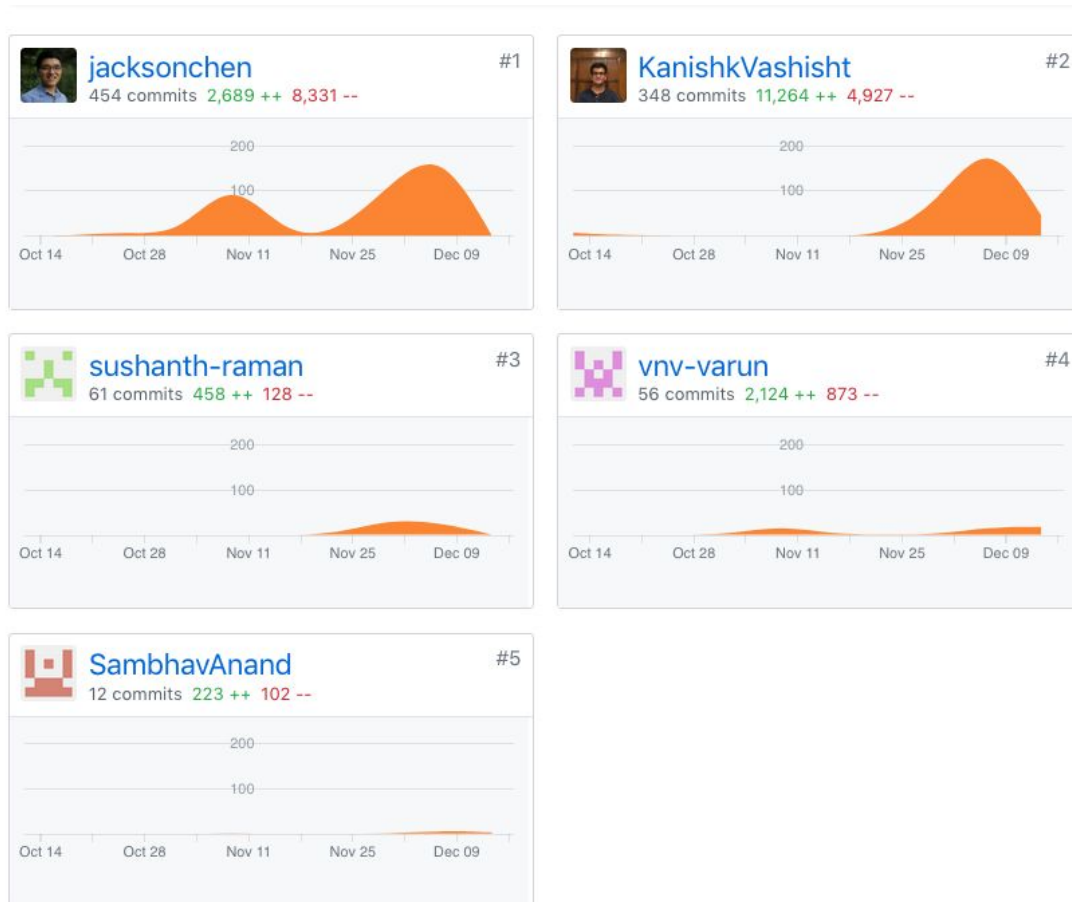 jacksonchen #1
454 commits 2,689 ++ 8,331 --
200
100
Oct 14 Oct 28 Nov 11 Nov 25 Dec 09
KanishkVashisht #2
348 commits 11,264 ++ 4,927 --
200
100
Oct 14 Oct 28 Nov 11 Nov 25 Dec 09
sushanth-raman #3
61 commits 458 ++ 128 --
200
100
Oct 14 Oct 28 Nov 11 Nov 25 Dec 09
vnv-varun #4
56 commits 2,124 ++ 873 --
200
100
Oct 14 Oct 28 Nov 11 Nov 25 Dec 09
SambhavAnand #5
12 commits 223 ++ 102 --
200
100
Oct 14 Oct 28 Nov 11 Nov 25 Dec 09